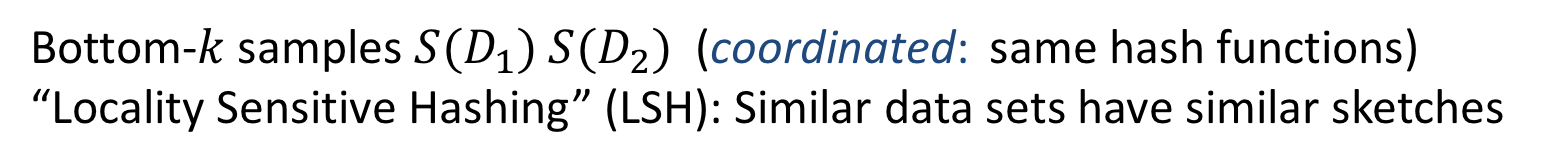 Bottom-𝑘 samples 𝑆(𝐷₁) 𝑆(𝐷₂) (coordinated: same hash functions)
“Locality Sensitive Hashing” (LSH): Similar data sets have similar sketches